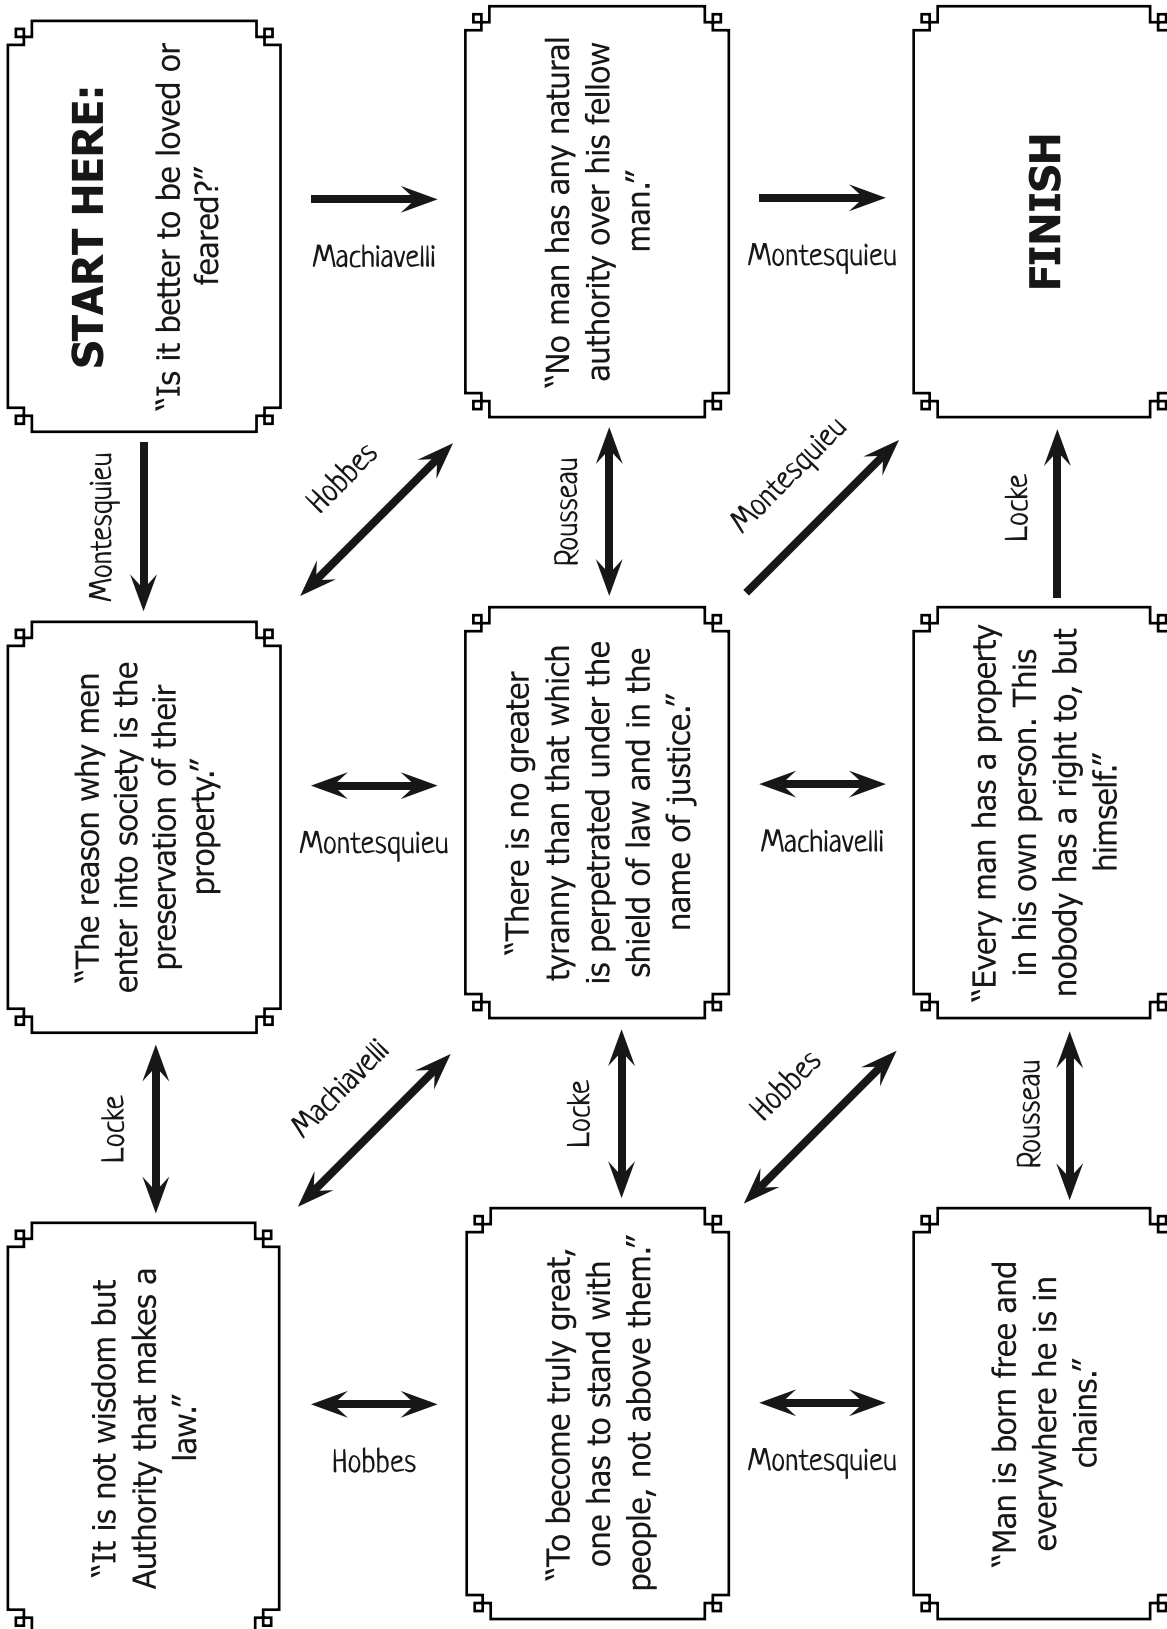 START HERE:
“Is it better to be loved or
feared?”
Machiavelli
“No man has any natural
authority over his fellow
man.”
Montesquieu
FINISH
Montesquieu
Hobbes
Rousseau
Montesquieu
Locke
“The reason why men
enter into society is the
preservation of their
property.”
Montesquieu
“There is no greater
tyranny than that which
is perpetrated under the
shield of law and in the
name of justice.”
Machiavelli
“Every man has a property
in his own person. This
nobody has a right to, but
himself.”
Locke
Machiavelli
Locke
Hobbes
Rousseau
“It is not wisdom but
Authority that makes a
law.”
Hobbes
“To become truly great,
one has to stand with
people, not above them.”
Montesquieu
“Man is born free and
everywhere he is in
chains.”